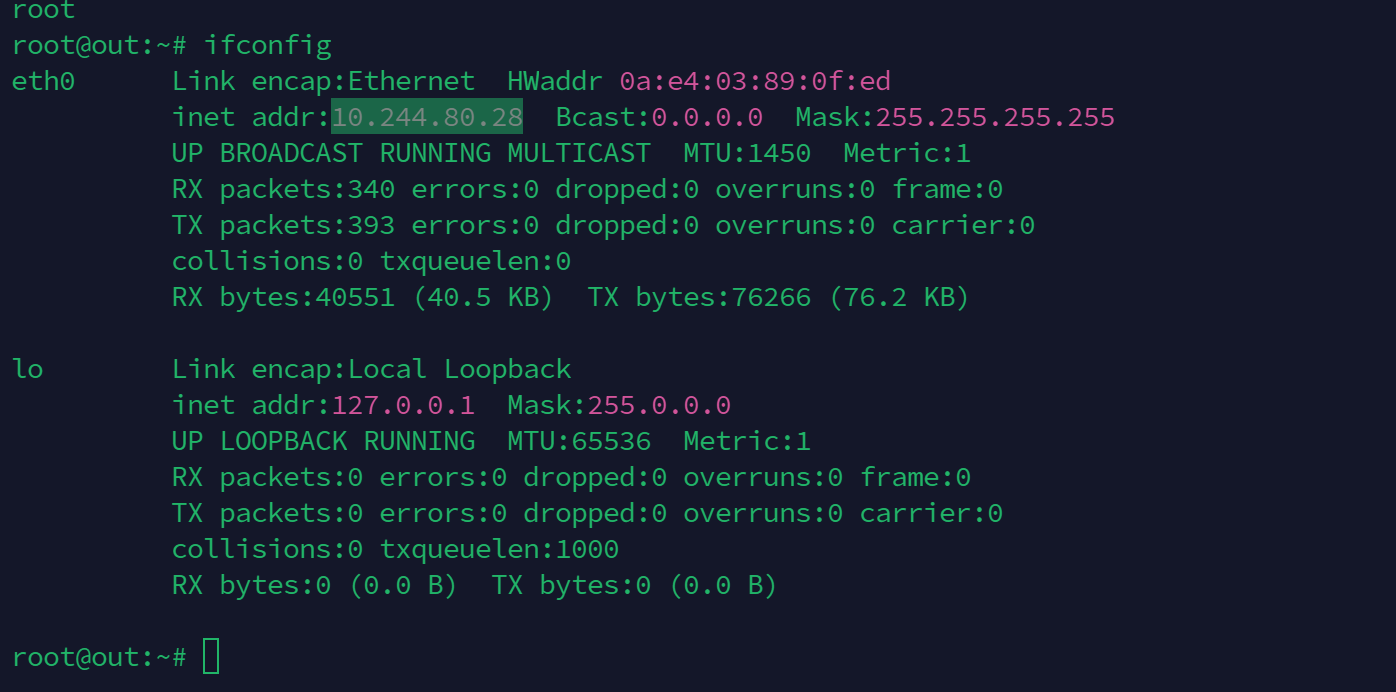 root
root@out:~# ifconfig
eth0      Link encap:Ethernet  HWaddr 0a:e4:03:89:0f:ed
          inet addr:10.244.80.28  Bcast:0.0.0.0  Mask:255.255.255.255
          UP BROADCAST RUNNING MULTICAST  MTU:1450  Metric:1
          RX packets:340 errors:0 dropped:0 overruns:0 frame:0
          TX packets:393 errors:0 dropped:0 overruns:0 carrier:0
          collisions:0 txqueuelen:0
          RX bytes:40551 (40.5 KB)  TX bytes:76266 (76.2 KB)

lo        Link encap:Local Loopback
          inet addr:127.0.0.1  Mask:255.0.0.0
          UP LOOPBACK RUNNING  MTU:65536  Metric:1
          RX packets:0 errors:0 dropped:0 overruns:0 frame:0
          TX packets:0 errors:0 dropped:0 overruns:0 carrier:0
          collisions:0 txqueuelen:1000
          RX bytes:0 (0.0 B)  TX bytes:0 (0.0 B)

root@out:~#